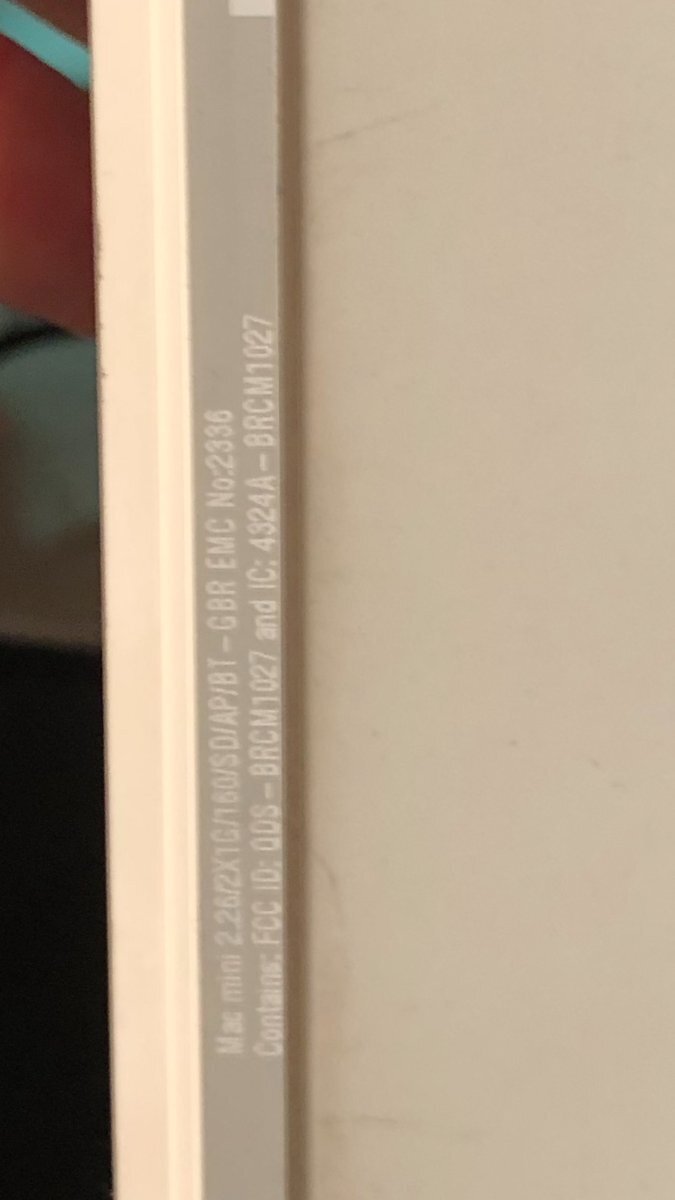 Mac mini 2.26/2X1G/160/SD/AP/BT-GBR EMC No:2336
Contains: FCC ID: QDS-BRCM1027 and IC: 4324A-BRCM1027